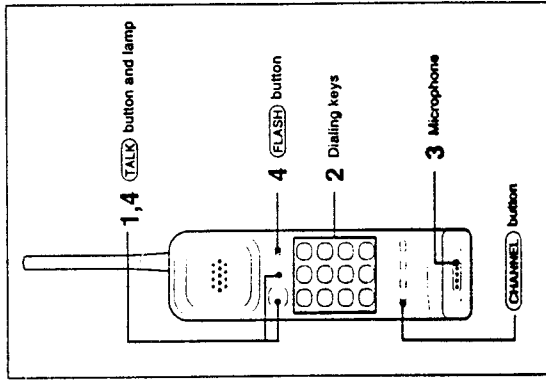 1,4 TALK button and lamp
4 FLASH button
2 Dialing keys
3 Microphone
CHANNEL button